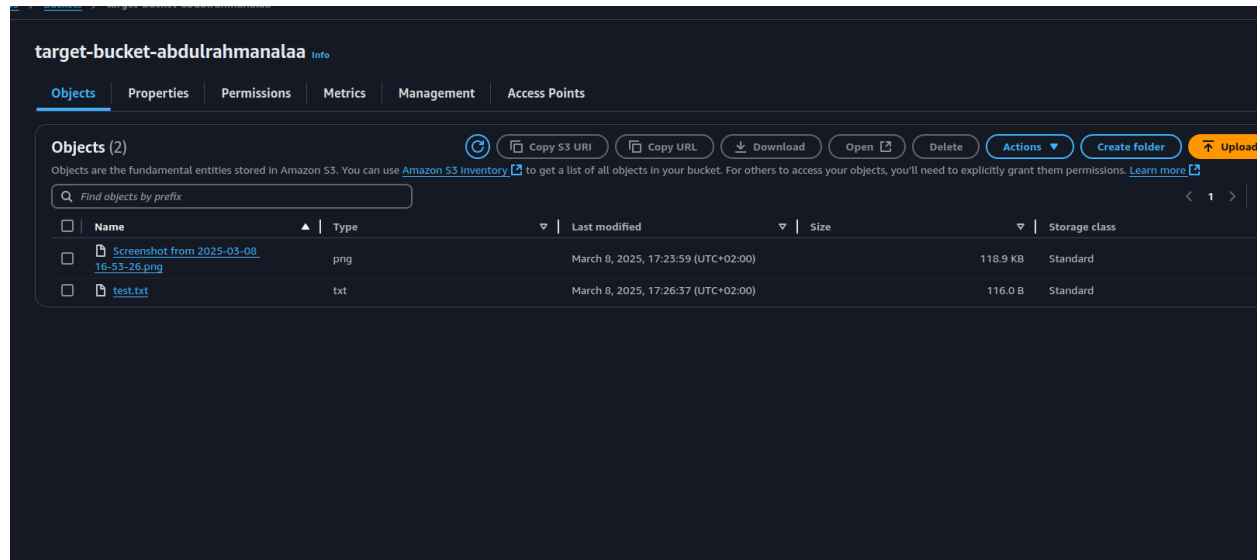 Buckets target-bucket-abdulrahmanalaa
target-bucket-abdulrahmanalaa Info
Objects Properties Permissions Metrics Management Access Points
Objects (2) Copy S3 URI Copy URL Download Open Delete Actions Create folder Upload
Objects are the fundamental entities stored in Amazon S3. You can use Amazon S3 Inventory to get a list of all objects in your bucket. For others to access your objects, you'll need to explicitly grant them permissions. Learn more
Find objects by prefix 1
Name Type Last modified Size Storage class
Screenshot from 2025-03-08
16-53-26.png png March 8, 2025, 17:23:59 (UTC+02:00) 118.9 KB Standard
test.txt txt March 8, 2025, 17:26:37 (UTC+02:00) 116.0 B Standard